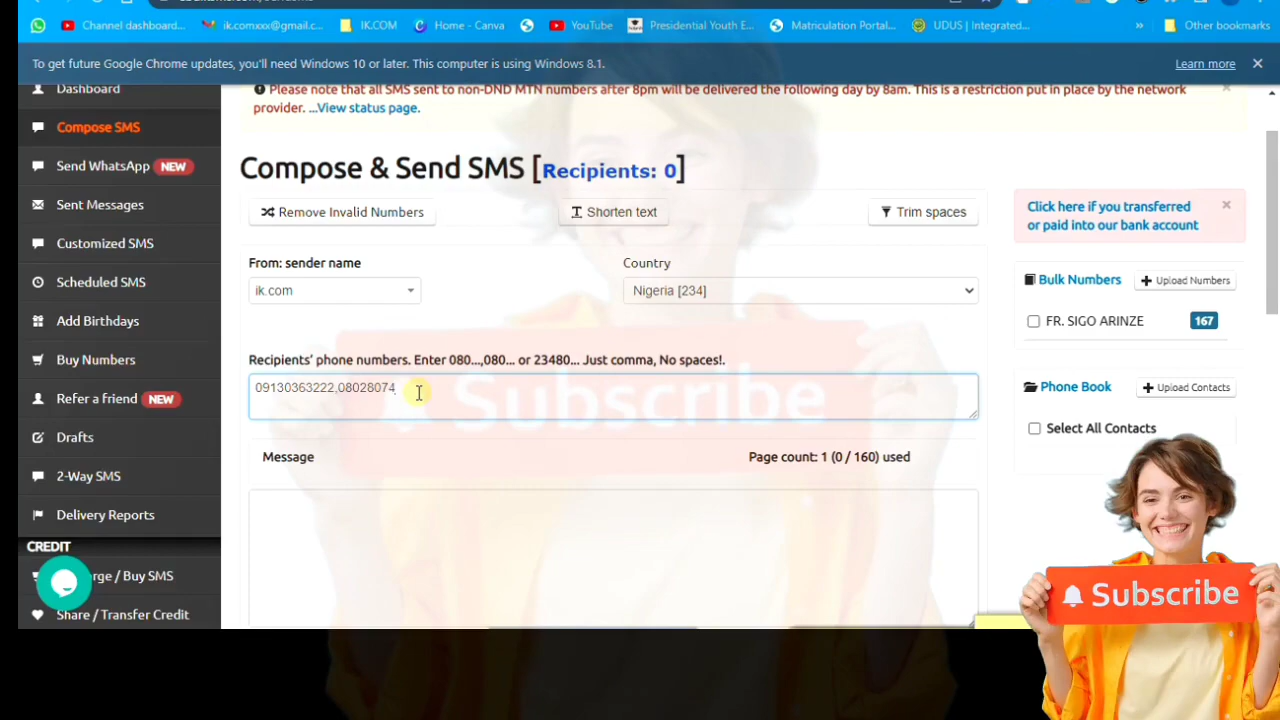 Channel dashboard...
ik.comxxx@gmail.c...
IK.COM
Home - Canva
YouTube
Presidential Youth E...
Matriculation Portal...
UDUS | Integrated...
»
Other bookmarks
To get future Google Chrome updates, you'll need Windows 10 or later. This computer is using Windows 8.1.
Learn more
Dashboard
Compose SMS
Send WhatsApp NEW
Sent Messages
Customized SMS
Scheduled SMS
Add Birthdays
Buy Numbers
Refer a friend NEW
Drafts
2-Way SMS
Delivery Reports
CREDIT
/ Buy SMS
Share / Transfer Credit
Please note that all SMS sent to non-DND MTN numbers after 8pm will be delivered the following day by 8am. This is a restriction put in place by the network
provider. ...View status page.
Compose & Send SMS [Recipients: 0]
Remove Invalid Numbers
Shorten text
Trim spaces
From: sender name
Country
ik.com
Nigeria [234]
Recipients' phone numbers. Enter 080...,080... or 23480... Just comma, No spaces!.
09130363222,08028074
Subscribe
Message
Page count: 1 (0 / 160) used
Click here if you transferred
or paid into our bank account
Bulk Numbers
Upload Numbers
FR. SIGO ARINZE 167
Phone Book
Upload Contacts
Select All Contacts
Subscribe